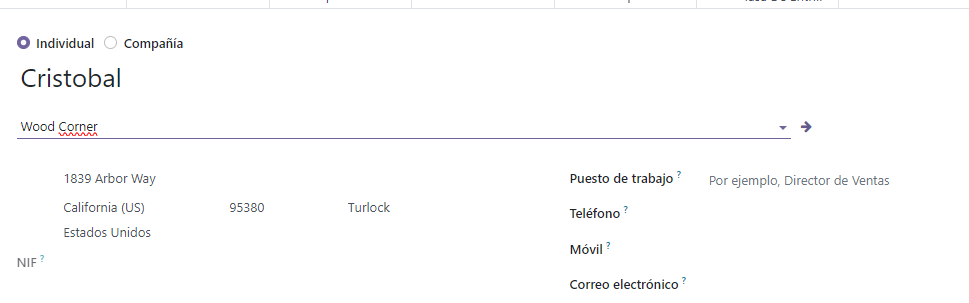 Individual Compañía
Cristobal
Wood Corner
1839 Arbor Way
Puesto de trabajo ? Por ejemplo, Director de Ventas
California (US) 95380 Turlock
Teléfono ?
Estados Unidos
Móvil ?
NIF ?
Correo electrónico ?